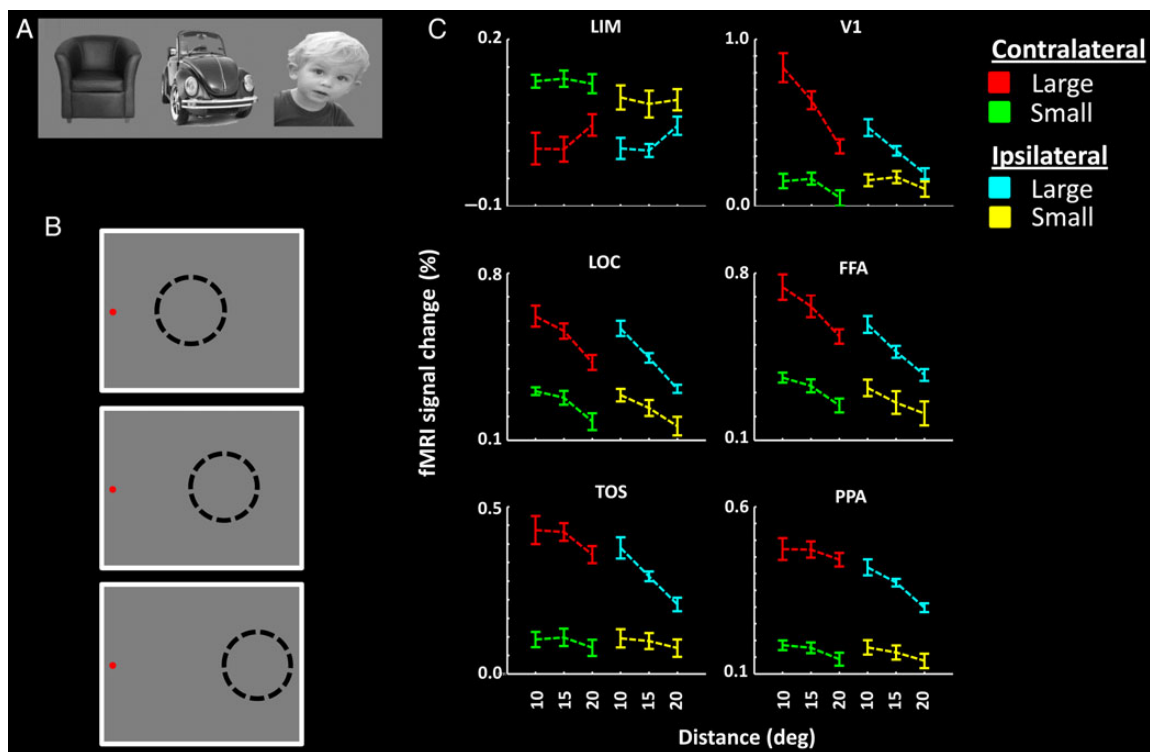 A
B
C
LIM
0.2
−0.1
V1
1.0
0.0
Contralateral
Large
Small
Ipsilateral
Large
Small
fMRI signal change (%)
LOC
0.8
0.1
FFA
0.8
0.1
TOS
0.5
0.0
10 15 20 10 15 20
PPA
0.6
0.1
10 15 20 10 15 20
Distance (deg)